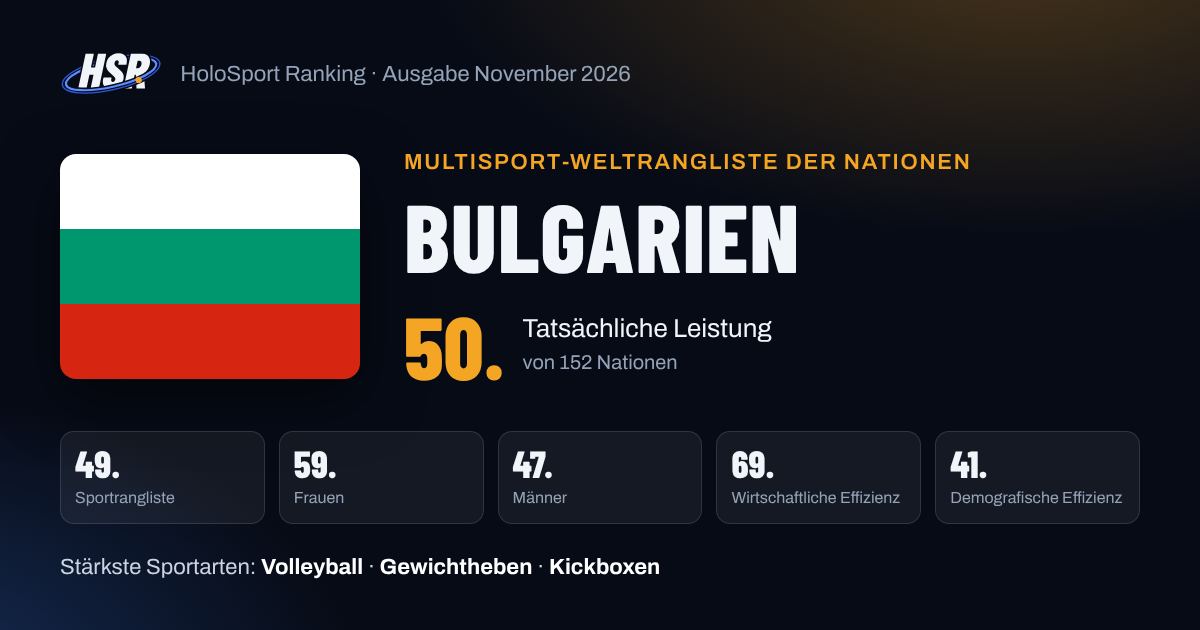 HSR
HoloSport Ranking · Ausgabe November 2026
MULTISPORT-WELTRANGLISTE DER NATIONEN
BULGARIEN
50.
Tatsächliche Leistung
von 152 Nationen
49.
Sportrangliste
59.
Frauen
47.
Männer
69.
Wirtschaftliche Effizienz
41.
Demografische Effizienz
Stärkste Sportarten: Volleyball · Gewichtheben · Kickboxen